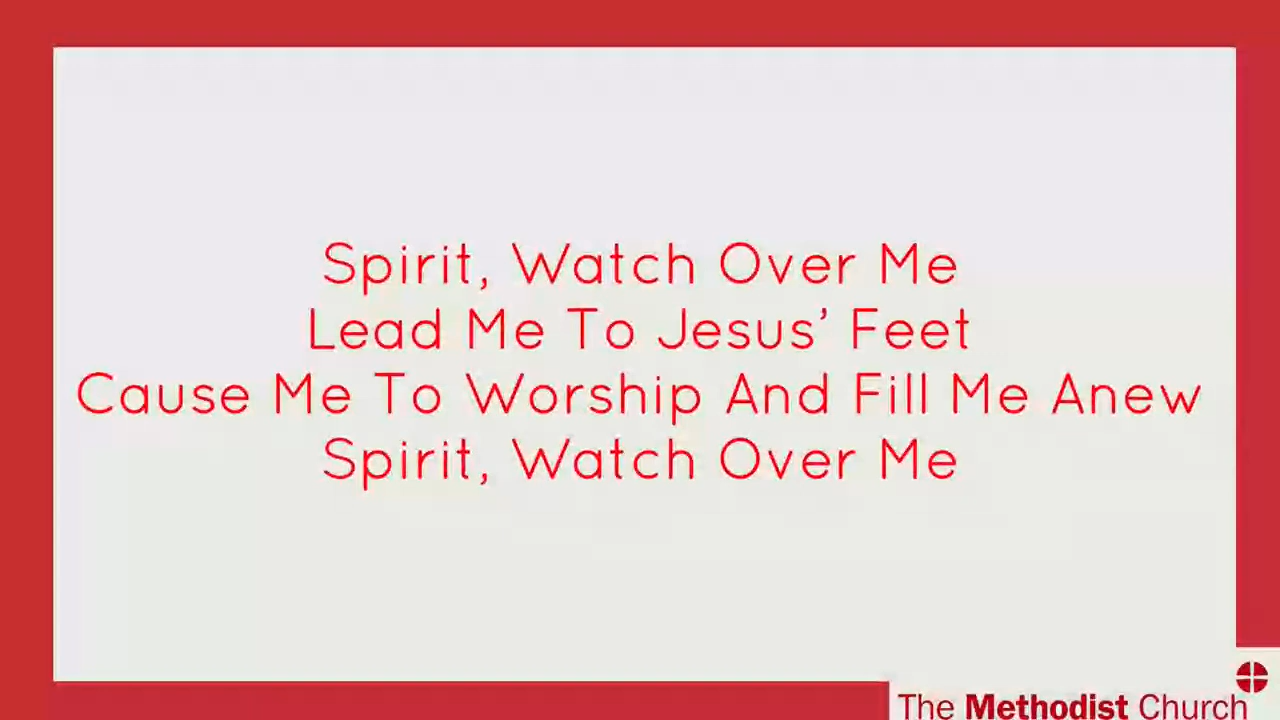 Spirit, Watch Over Me
Lead Me To Jesus’ Feet
Cause Me To Worship And Fill Me Anew
Spirit, Watch Over Me
The Methodist Church